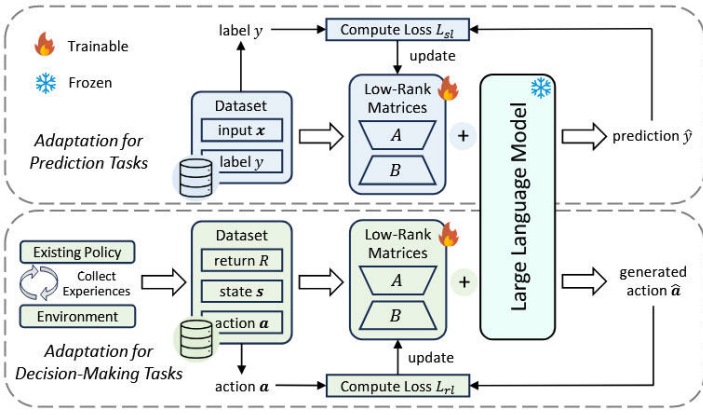 Trainable
Frozen
label y
Compute Loss L_sl
update
Dataset
input x
label y
Low-Rank
Matrices
A
B
+
Large Language Model
prediction ŷ
Adaptation for
Prediction Tasks
Existing Policy
Collect
Experiences
Environment
Dataset
return R
state s
action a
Low-Rank
Matrices
A
B
+
generated
action â
update
Adaptation for
Decision-Making Tasks
action a
Compute Loss L_rl